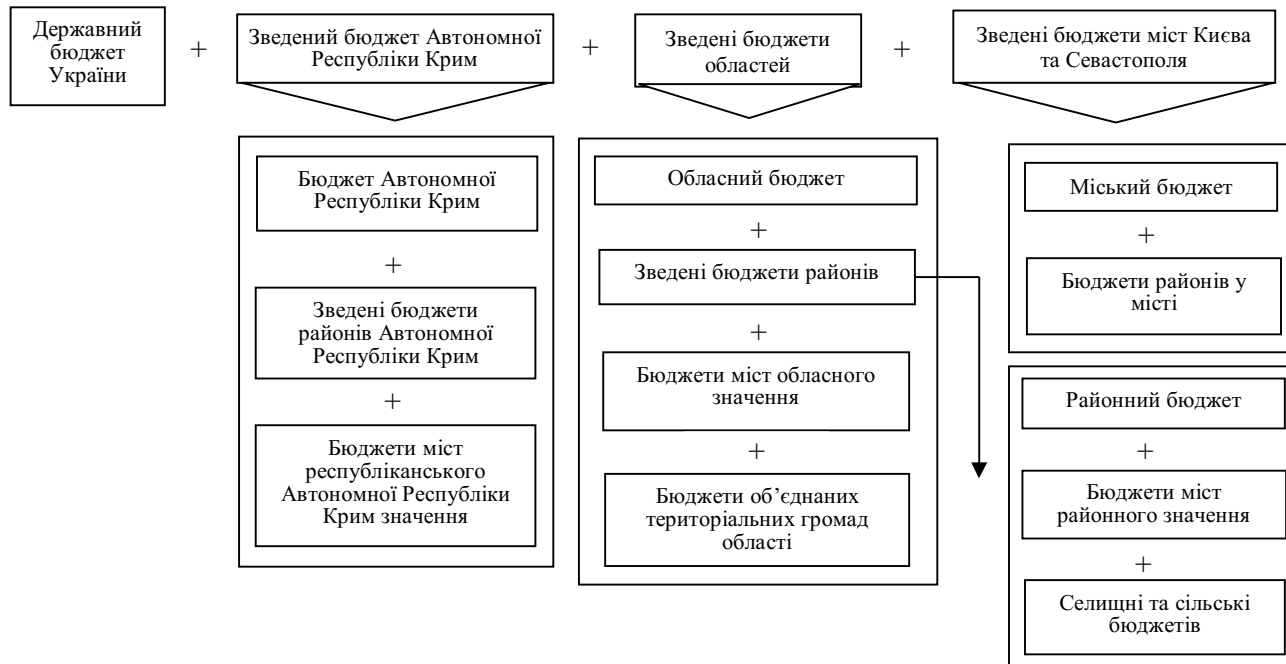 Державний
бюджет
України
+
Зведений бюджет Автономної
Республіки Крим
+
Зведені бюджети
областей
+
Зведені бюджети міст Києва
та Севастополя
Бюджет Автономної
Республіки Крим
+
Зведені бюджети
районів Автономної
Республіки Крим
+
Бюджети міст
республіканського
Автономної Республіки
Крим значення
Обласний бюджет
+
Зведені бюджети районів
+
Бюджети міст обласного
значення
+
Бюджети об’єднаних
територіальних громад
області
Міський бюджет
+
Бюджети районів у
місті
Районний бюджет
+
Бюджети міст
районного значення
+
Селищні та сільські
бюджетів